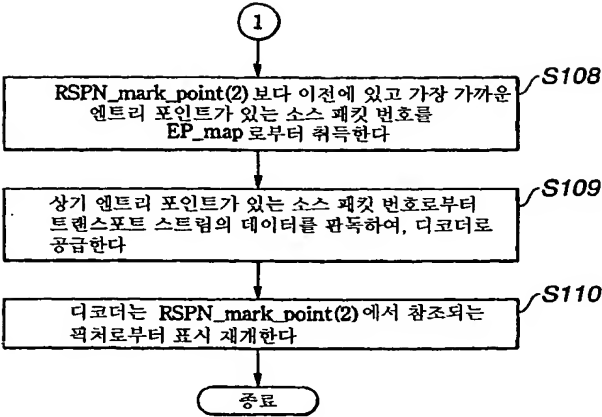 1
RSPN_mark_point(2)보다 이전에 있고 가장 가까운
엔트리 포인트가 있는 소스 패킷 번호를
EP_map로부터 취득한다
S108
상기 엔트리 포인트가 있는 소스 패킷 번호로부터
트랜스포트 스트림의 데이터를 판독하여, 디코더로
공급한다
S109
디코더는 RSPN_mark_point(2)에서 참조되는
픽처로부터 표시 재개한다
S110
종료